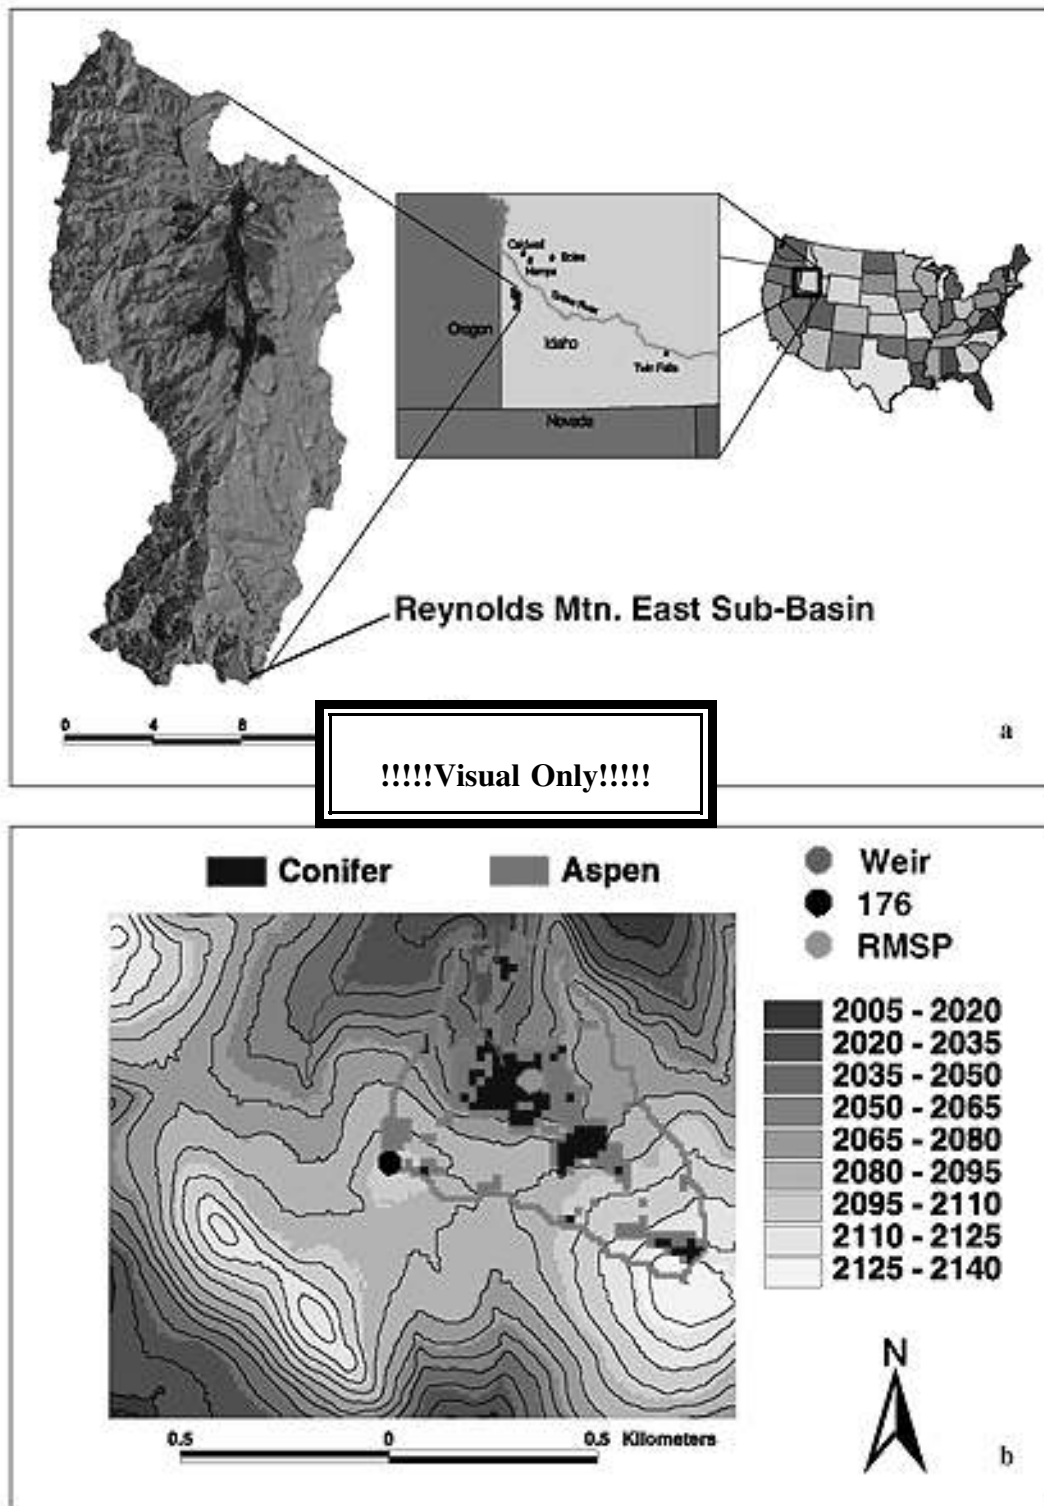 Caldwell
Boise
Nampa
Snake River
Oregon
Idaho
Twin Falls
Nevada
Reynolds Mtn. East Sub-Basin
0 4 8
a
!!!!!Visual Only!!!!!
Conifer
Aspen
Weir
176
RMSP
2005 - 2020
2020 - 2035
2035 - 2050
2050 - 2065
2065 - 2080
2080 - 2095
2095 - 2110
2110 - 2125
2125 - 2140
N
0.5 0 0.5 Kilometers
b